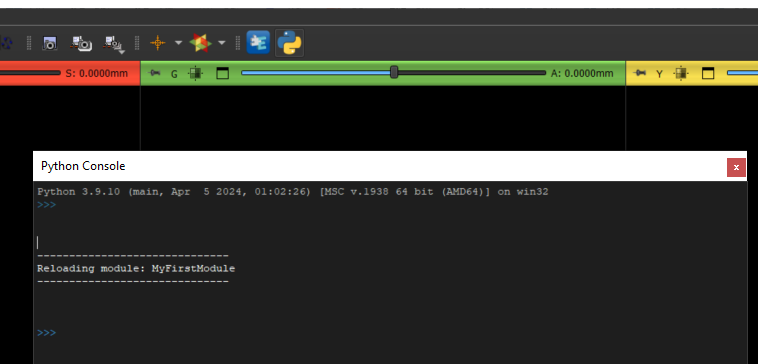 S: 0.0000mm
G
A: 0.0000mm
Y
Python Console
x
Python 3.9.10 (main, Apr  5 2024, 01:02:26) [MSC v.1938 64 bit (AMD64)] on win32
>>>
------------------------------
Reloading module: MyFirstModule
------------------------------
>>>